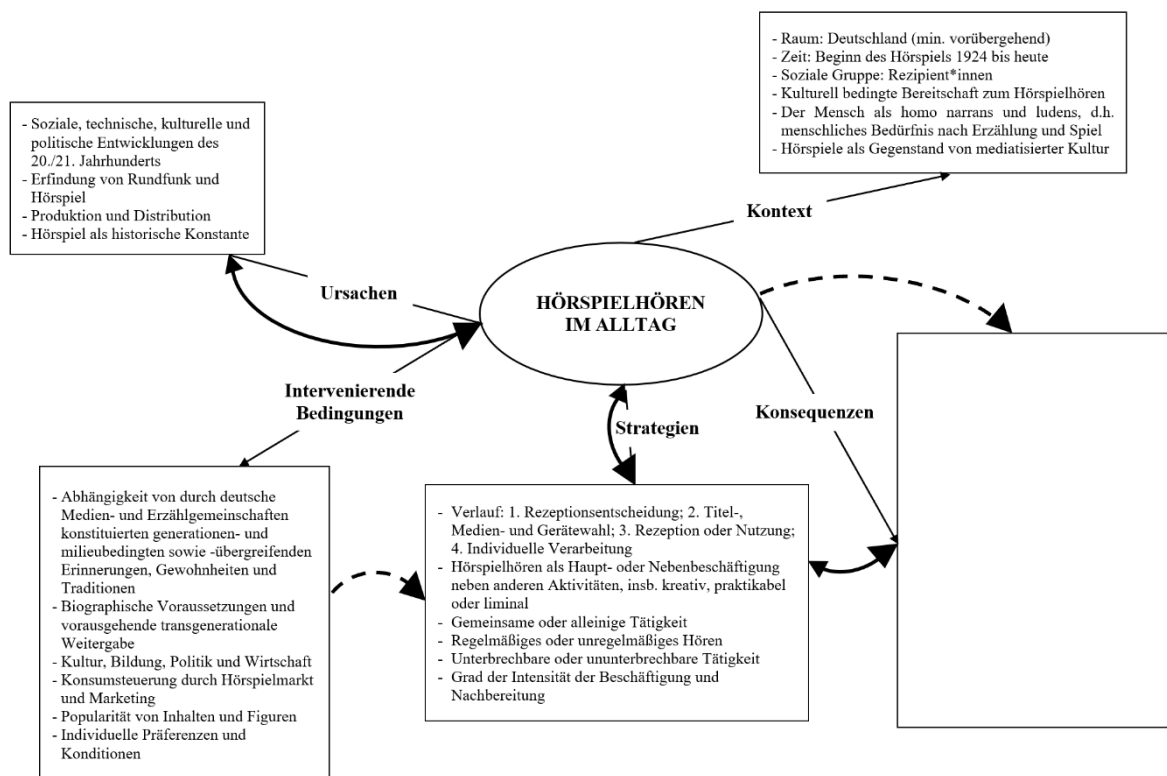 - Raum: Deutschland (min. vorübergehend)
- Zeit: Beginn des Hörspiels 1924 bis heute
- Soziale Gruppe: Rezipient*innen
- Kulturell bedingte Bereitschaft zum Hörspielhören
- Der Mensch als homo narrans und ludens, d.h.
menschliches Bedürfnis nach Erzählung und Spiel
- Hörspiele als Gegenstand von mediatisierter Kultur
- Soziale, technische, kulturelle und
politische Entwicklungen des
20./21. Jahrhunderts
- Erfindung von Rundfunk und
Hörspiel
- Produktion und Distribution
- Hörspiel als historische Konstante
Kontext
Ursachen
HÖRSPIELHÖREN
IM ALLTAG
Intervenierende
Bedingungen
Strategien
Konsequenzen
- Abhängigkeit von durch deutsche
Medien- und Erzählgemeinschaften
konstituierten generationen- und
milieubedingten sowie -übergreifenden
Erinnerungen, Gewohnheiten und
Traditionen
- Biographische Voraussetzungen und
vorausgehende transgenerationale
Weitergabe
- Kultur, Bildung, Politik und Wirtschaft
- Konsumsteuerung durch Hörspielmarkt
und Marketing
- Popularität von Inhalten und Figuren
- Individuelle Präferenzen und
Konditionen
- Verlauf: 1. Rezeptionsentscheidung; 2. Titel-,
Medien- und Gerätewahl; 3. Rezeption oder Nutzung;
4. Individuelle Verarbeitung
- Hörspielhören als Haupt- oder Nebenbeschäftigung
neben anderen Aktivitäten, insb. kreativ, praktikabel
oder liminal
- Gemeinsame oder alleinige Tätigkeit
- Regelmäßiges oder unregelmäßiges Hören
- Unterbrechbare oder ununterbrechbare Tätigkeit
- Grad der Intensität der Beschäftigung und
Nachbereitung